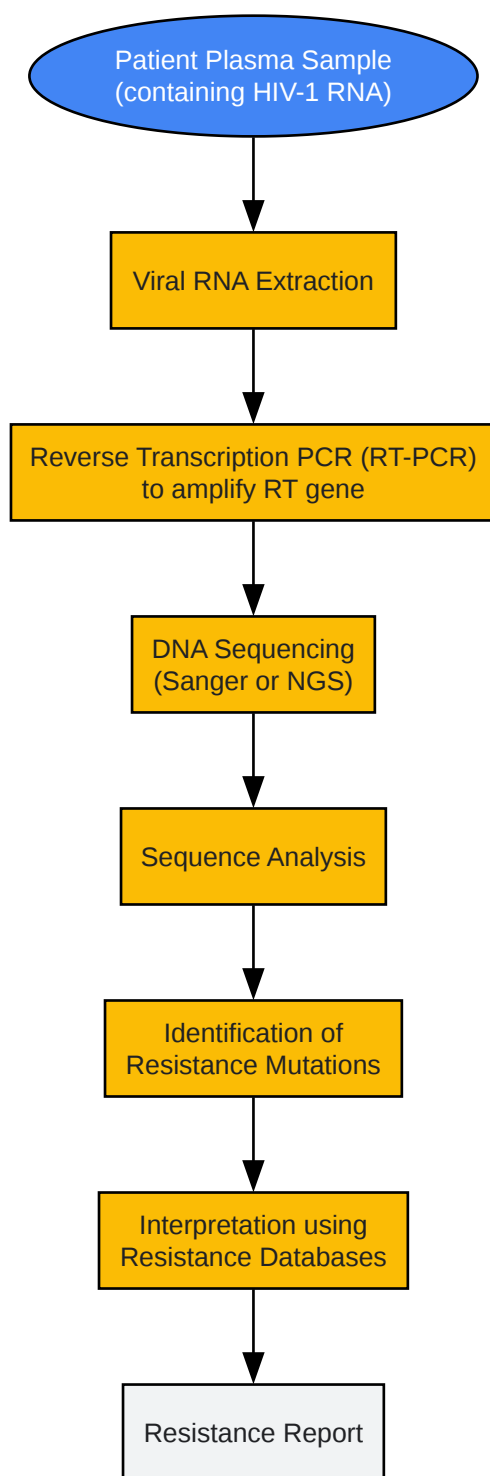 Patient Plasma Sample
(containing HIV-1 RNA)
Viral RNA Extraction
Reverse Transcription PCR (RT-PCR)
to amplify RT gene
DNA Sequencing
(Sanger or NGS)
Sequence Analysis
Identification of
Resistance Mutations
Interpretation using
Resistance Databases
Resistance Report